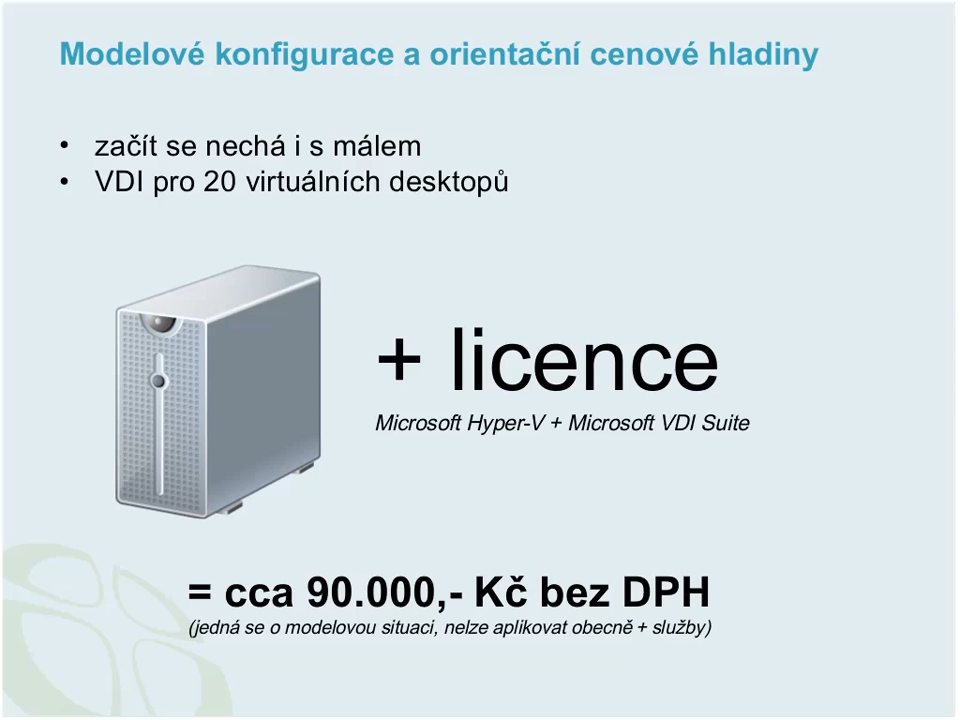 Modelové konfigurace a orientační cenové hladiny
• začít se nechá i s málem
• VDI pro 20 virtuálních desktopů
+ licence
Microsoft Hyper-V + Microsoft VDI Suite
= cca 90.000,- Kč bez DPH
(jedná se o modelovou situaci, nelze aplikovat obecně + služby)